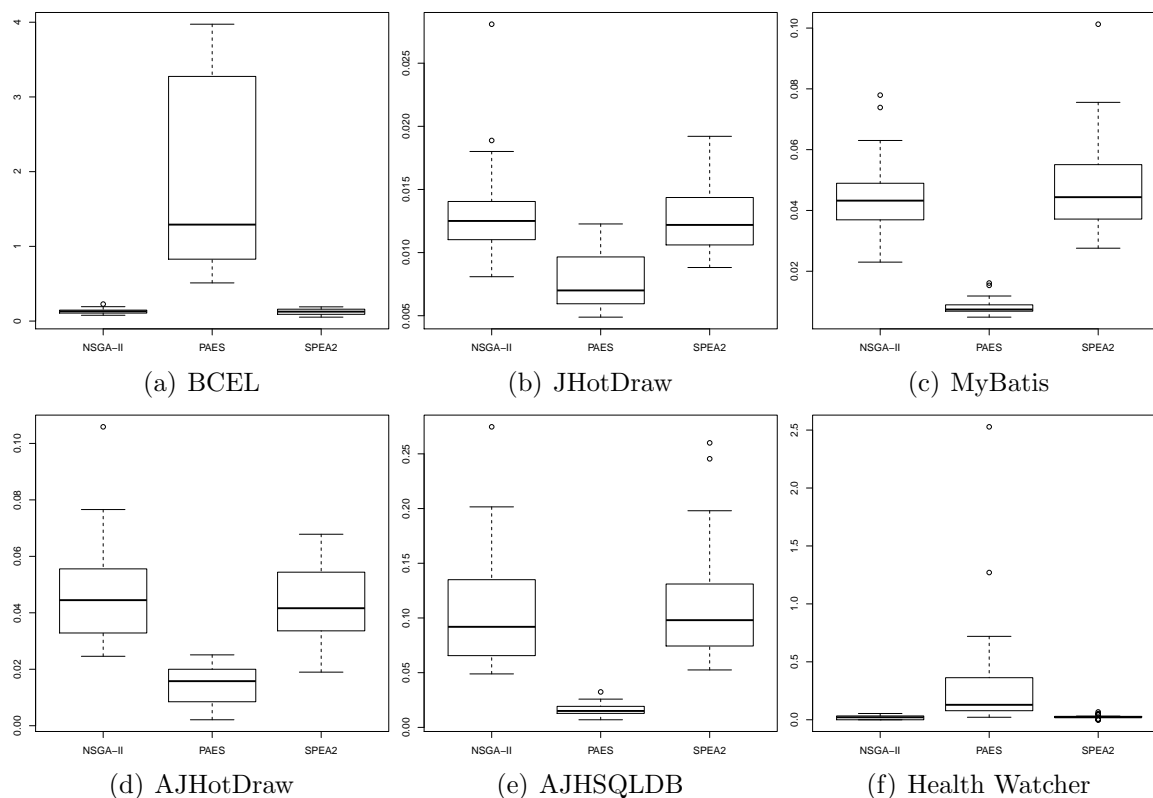 4
3
2
1
0
NSGA−II PAES SPEA2
(a) BCEL
0.025
0.020
0.015
0.010
0.005
NSGA−II PAES SPEA2
(b) JHotDraw
0.10
0.08
0.06
0.04
0.02
NSGA−II PAES SPEA2
(c) MyBatis
0.10
0.08
0.06
0.04
0.02
0.00
NSGA−II PAES SPEA2
(d) AJHotDraw
0.25
0.20
0.15
0.10
0.05
0.00
NSGA−II PAES SPEA2
(e) AJHSQLDB
2.5
2.0
1.5
1.0
0.5
0.0
NSGA−II PAES SPEA2
(f) Health Watcher